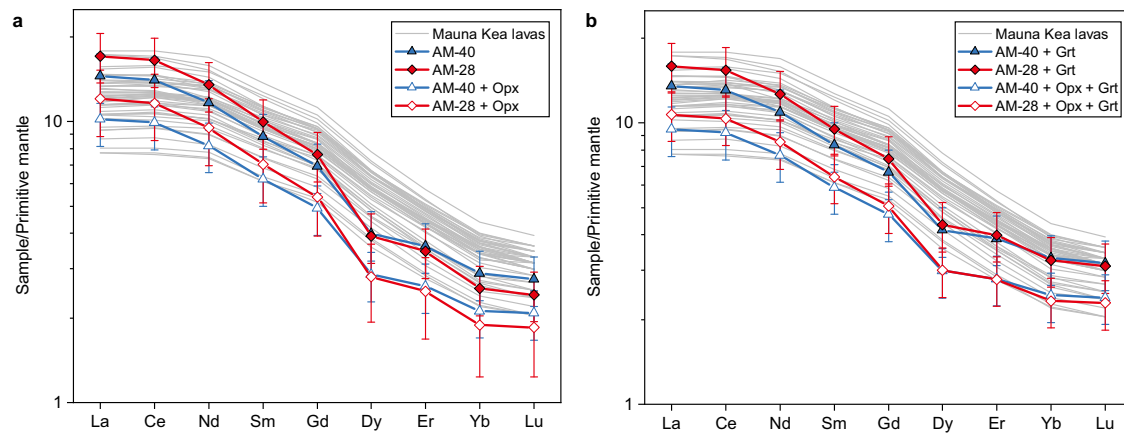 a
Mauna Kea lavas
AM-40
AM-28
AM-40 + Opx
AM-28 + Opx
10
1
Sample/Primitive mantle
La Ce Nd Sm Gd Dy Er Yb Lu
b
Mauna Kea lavas
AM-40 + Grt
AM-28 + Grt
AM-40 + Opx + Grt
AM-28 + Opx + Grt
10
1
Sample/Primitive mantle
La Ce Nd Sm Gd Dy Er Yb Lu